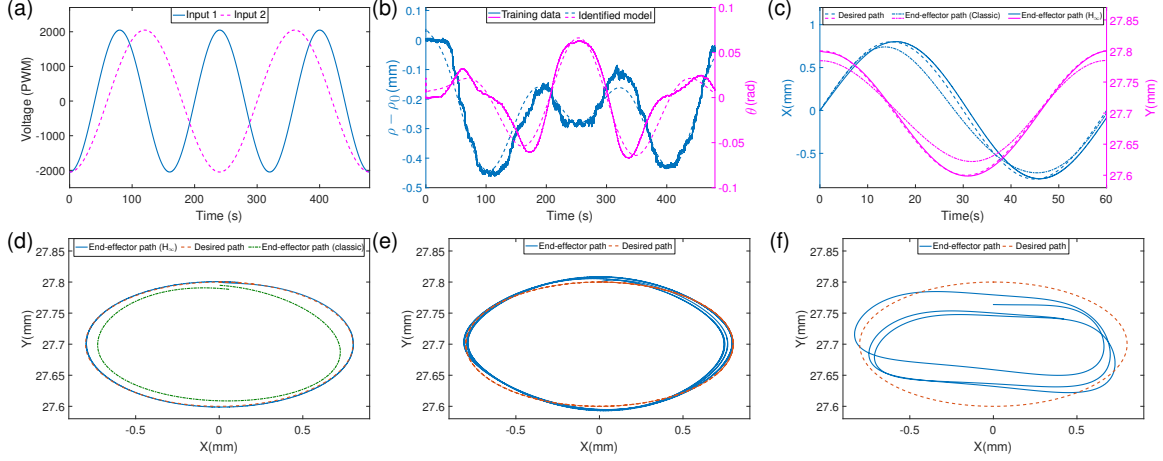 (a)
Input 1 Input 2
2000
1000
0
-1000
-2000
Voltage (PWM)
0 100 200 300 400
Time (s)
(b)
Training data Identified model
0
-0.1
-0.2
-0.3
-0.4
-0.5
ρ − ρ0 (mm)
0.1
0.05
0
-0.05
-0.1
θ (rad)
0 100 200 300 400
Time (s)
(c)
Desired path End-effector path (Classic) End-effector path (H∞)
1
0.5
0
-0.5
X(mm)
27.85
27.8
27.75
27.7
27.65
27.6
Y(mm)
0 10 20 30 40 50 60
Time(s)
(d)
End-effector path (H∞) Desired path End-effector path (classic)
27.85
27.8
27.75
27.7
27.65
27.6
Y(mm)
-0.5 0 0.5
X(mm)
(e)
End-effector path Desired path
27.85
27.8
27.75
27.7
27.65
27.6
Y(mm)
-0.5 0 0.5
X(mm)
(f)
End-effector path Desired path
27.85
27.8
27.75
27.7
27.65
27.6
Y(mm)
-0.5 0 0.5
X(mm)